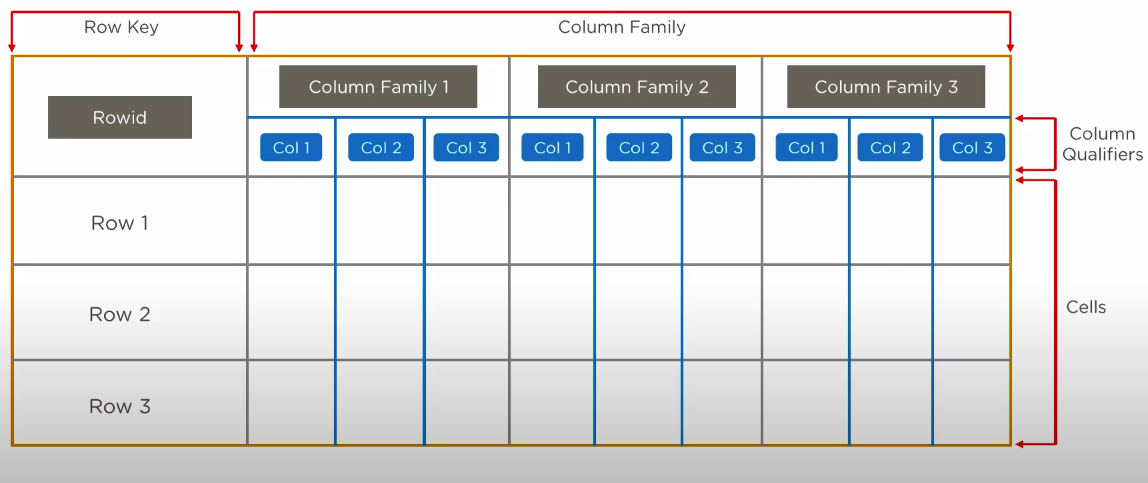 Row Key
Column Family
Rowid
Column Family 1
Column Family 2
Column Family 3
Col 1
Col 2
Col 3
Col 1
Col 2
Col 3
Col 1
Col 2
Col 3
Column
Qualifiers
Row 1
Row 2
Cells
Row 3